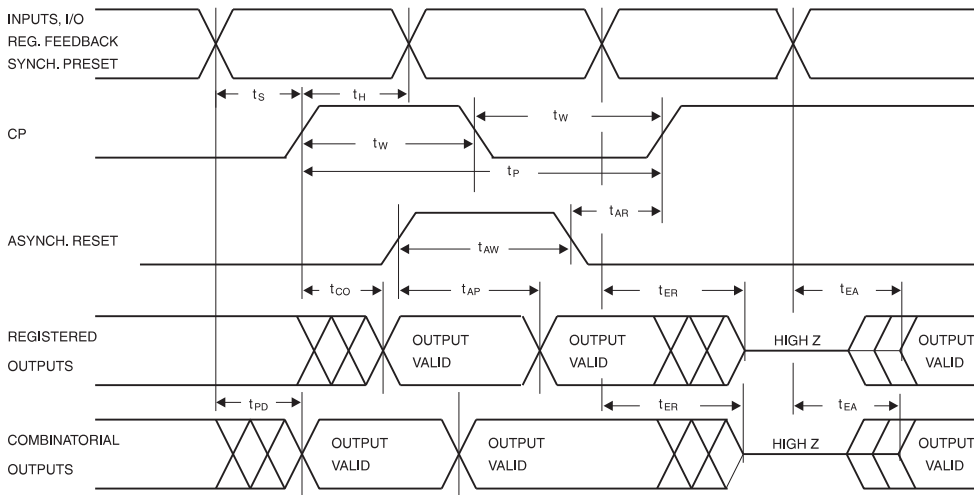 INPUTS, I/O
REG. FEEDBACK
SYNCH. PRESET
tS
tH
CP
tW
tW
tP
tAR
ASYNCH. RESET
tAW
tCO
tAP
tER
tEA
REGISTERED
OUTPUTS
OUTPUT
VALID
OUTPUT
VALID
HIGH Z
OUTPUT
VALID
tPD
tER
tEA
COMBINATORIAL
OUTPUTS
OUTPUT
VALID
OUTPUT
VALID
HIGH Z
OUTPUT
VALID